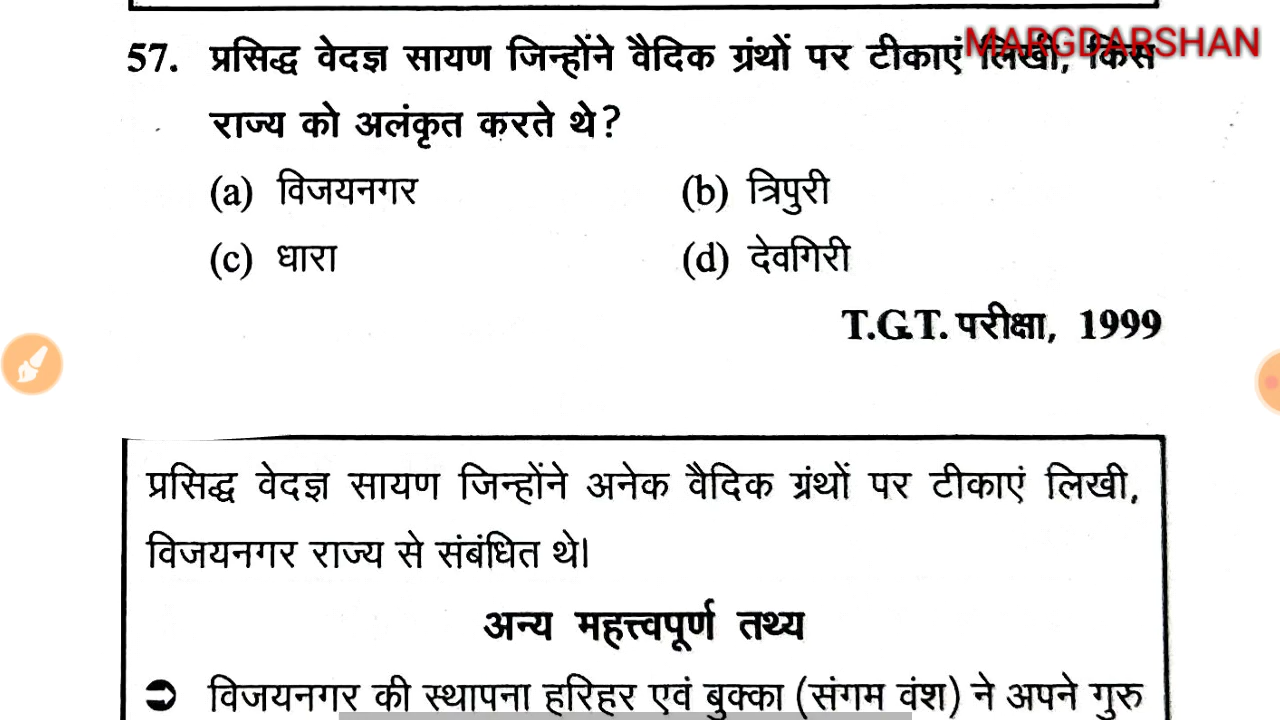 MARGDARSHAN
57. प्रसिद्ध वेदज्ञ सायण जिन्होंने वैदिक ग्रंथों पर टीकाएं लिखी, किस
राज्य को अलंकृत करते थे?
(a) विजयनगर (b) त्रिपुरी
(c) धारा (d) देवगिरी
T.G.T. परीक्षा, 1999
प्रसिद्ध वेदज्ञ सायण जिन्होंने अनेक वैदिक ग्रंथों पर टीकाएं लिखी,
विजयनगर राज्य से संबंधित थे।
अन्य महत्त्वपूर्ण तथ्य
➲ विजयनगर की स्थापना हरिहर एवं बुक्का (संगम वंश) ने अपने गुरु